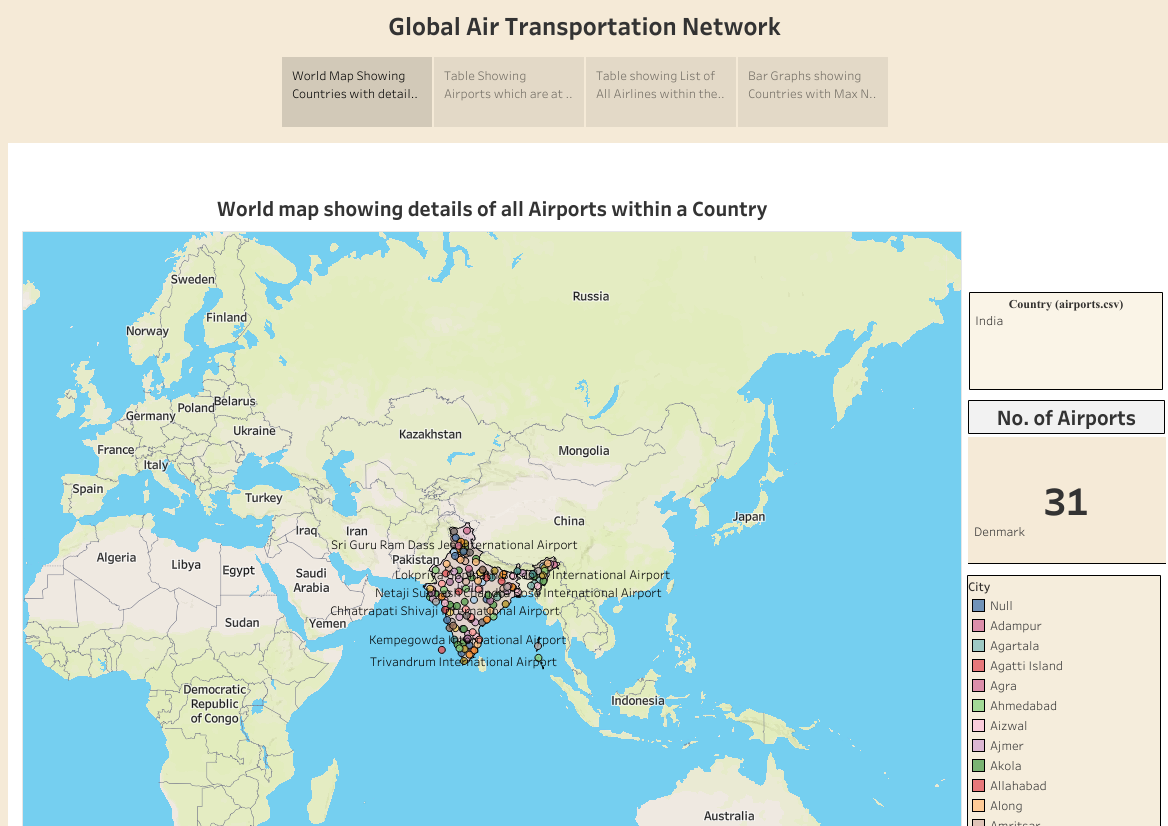 Global Air Transportation Network
World Map Showing
Countries with detail..
Table Showing
Airports which are at ..
Table showing List of
All Airlines within the..
Bar Graphs showing
Countries with Max N..
World map showing details of all Airports within a Country
Sweden
Russia
Finland
Norway
Country (airports.csv)
India
Belarus
Poland
Germany
No. of Airports
Ukraine
Kazakhstan
France
Mongolia
Italy
Spain
Turkey
31
Japan
China
Iraq
Iran
Denmark
Sri Guru Ram Dass Jee International Airport
Algeria
Libya
Egypt
Pakistan
Saudi
Arabia
Lokpriya
International Airport
Netaji Subhash Chandra Bose International Airport
Chhatrapati Shivaji International Airport
Sudan
Yemen
Kempegowda International Airport
Trivandrum International Airport
Democratic
Republic
of Congo
Indonesia
Australia
City
Null
Adampur
Agartala
Agatti Island
Agra
Ahmedabad
Aizwal
Ajmer
Akola
Allahabad
Along
Amritsar